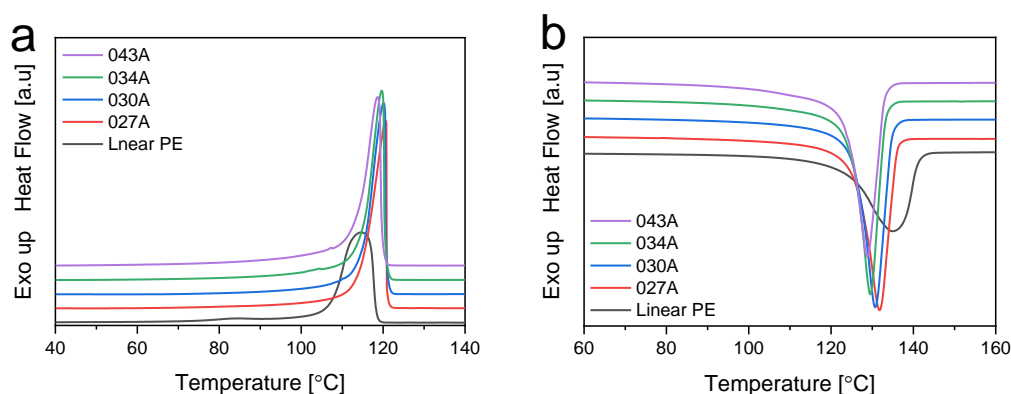 a
043A
034A
030A
027A
Lnear PE
Exo up Heat Flow [a.u]
40 60 80 100 120 140
Temperature [°C]
b
043A
034A
030A
027A
Linear PE
Exo up Heat Flow [a.u]
60 80 100 120 140 160
Temperature [°C]